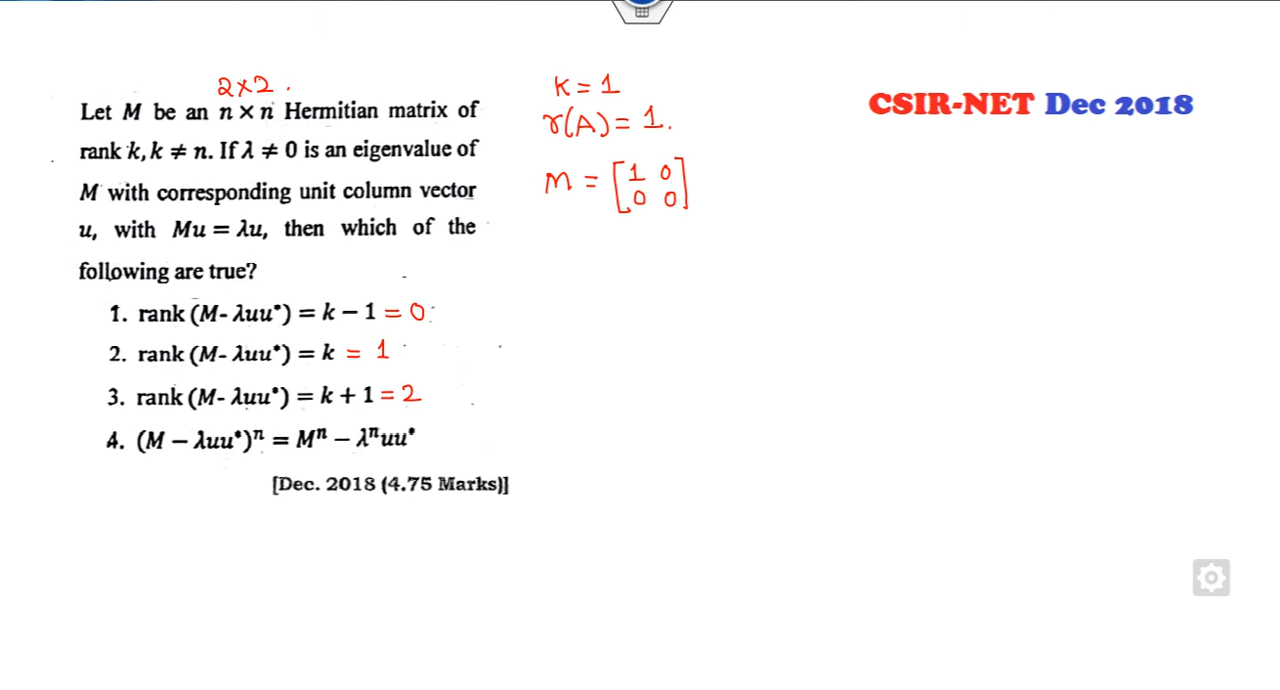 2×2.
Let M be an n × n Hermitian matrix of
rank k, k ≠ n. If λ ≠ 0 is an eigenvalue of
M with corresponding unit column vector
u, with Mu = λu, then which of the
following are true?
1. rank (M- λuu*) = k − 1 = 0
2. rank (M- λuu*) = k = 1
3. rank (M- λuu*) = k + 1 = 2
4. (M − λuu*)ⁿ = Mⁿ − λⁿuu*
[Dec. 2018 (4.75 Marks)]
k = 1
r(A) = 1.
M = [1 0
0 0]
CSIR-NET Dec 2018